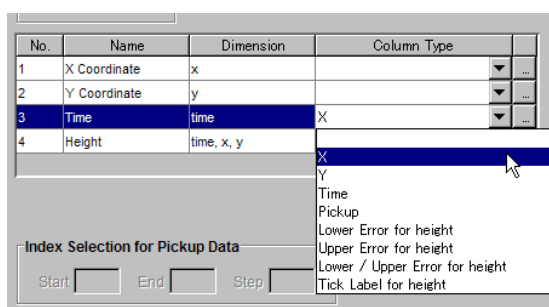 No. Name Dimension Column Type
1 X Coordinate x ...
2 Y Coordinate y ...
3 Time time X ...
4 Height time, x, y
X
Y
Time
Pickup
Lower Error for height
Upper Error for height
Lower / Upper Error for height
Tick Label for height
Index Selection for Pickup Data
Start End Step